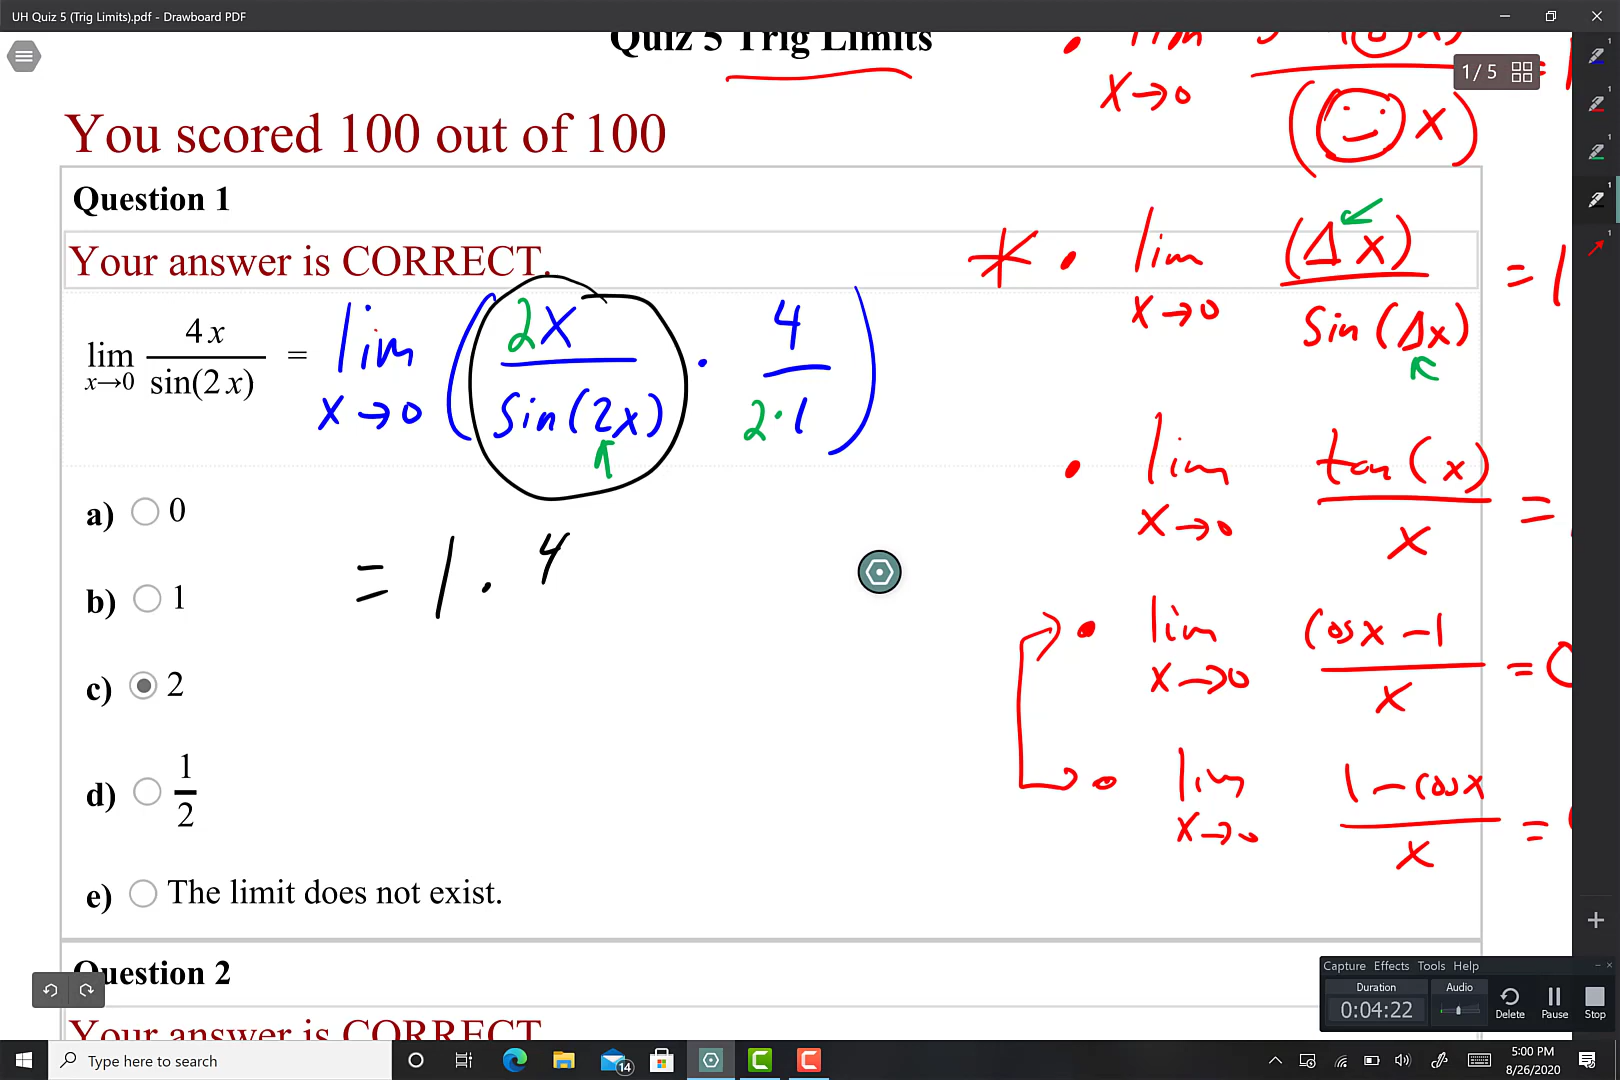 UH Quiz 5 (Trig Limits).pdf - Drawboard PDF
Quiz 5 Trig Limits
1 / 5
x→0
(☺ x)
You scored 100 out of 100
Question 1
Your answer is CORRECT.
* • lim x→0 (Δx) / sin(Δx) = 1
lim x→0 4x / sin(2x) = lim x→0 ( 2x / sin(2x) · 4 / 2·1 )
• lim x→0 tan(x) / x =
a) 0
= 1 · 4
b) 1
• lim x→0 cosx - 1 / x = 0
c) 2
• lim x→0 1 - cosx / x =
d) 1/2
e) The limit does not exist.
Question 2
Your answer is CORRECT
Capture Effects Tools Help
Duration
0:04:22
Audio
Delete
Pause
Stop
Type here to search
14
5:00 PM
8/26/2020